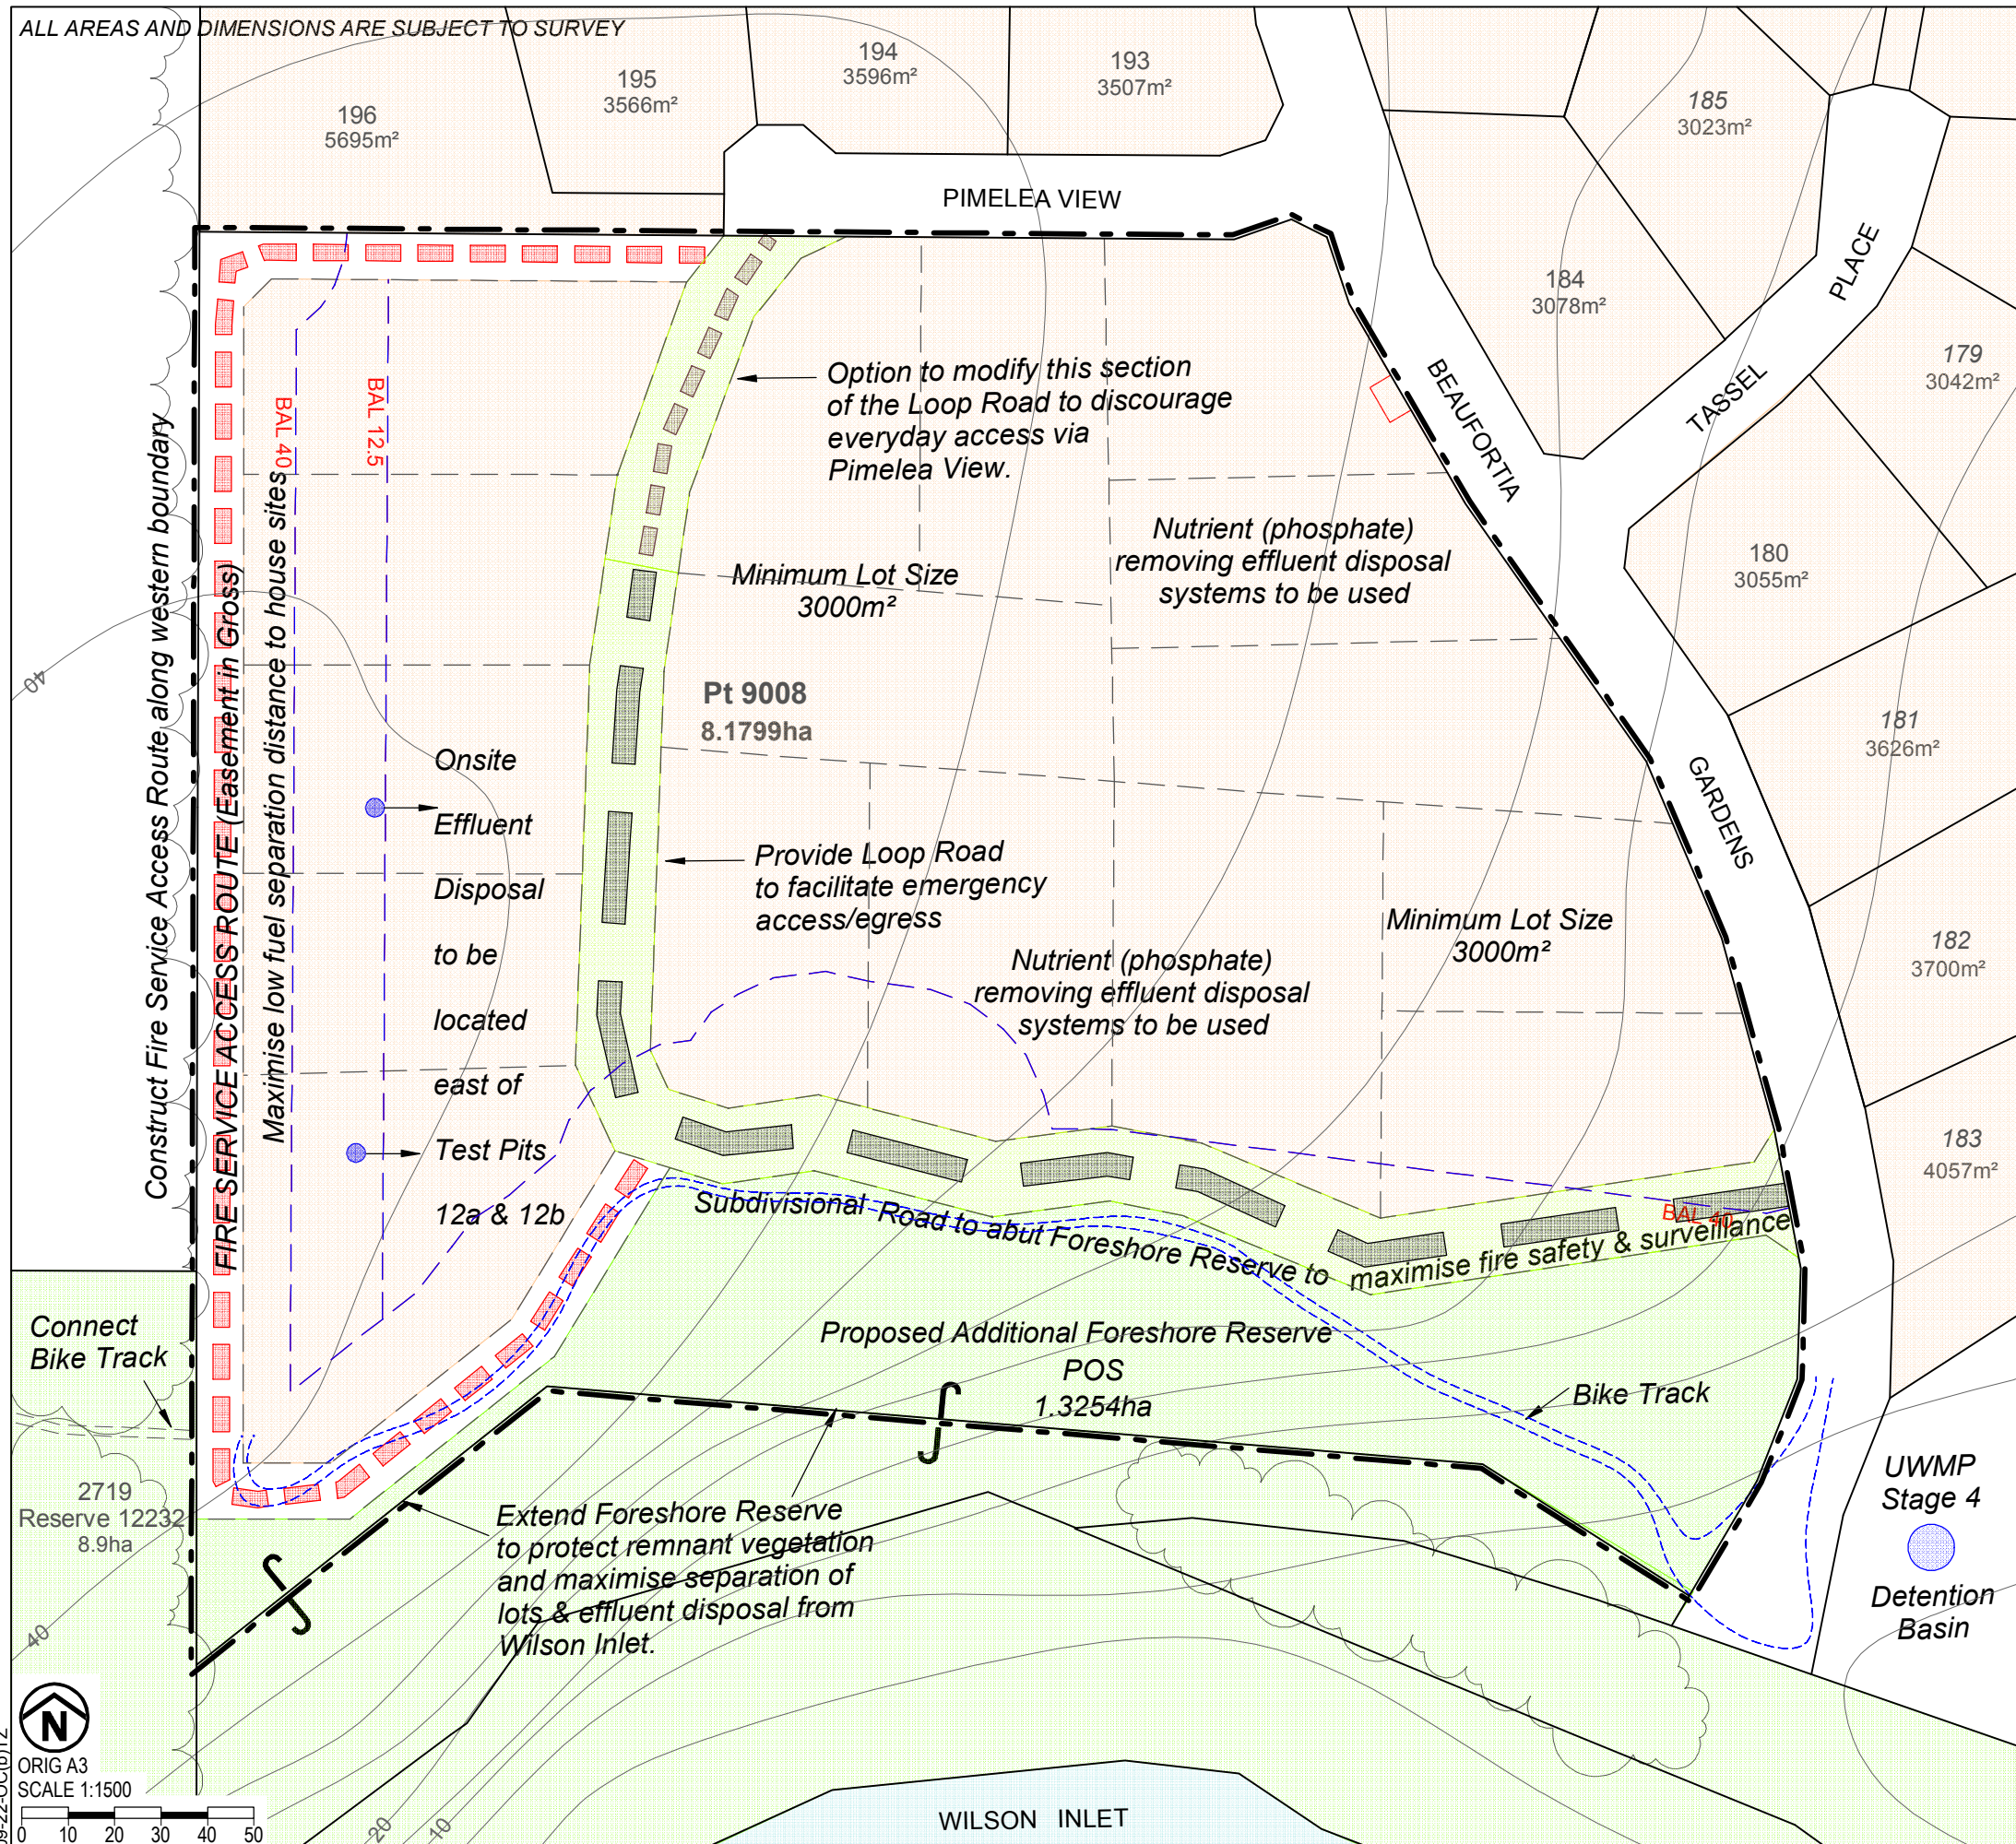 ALL AREAS AND DIMENSIONS ARE SUBJECT TO SURVEY
196
5695m²
195
3566m²
194
3596m²
193
3507m²
185
3023m²
PIMELEA VIEW
184
3078m²
TASSEL PLACE
179
3042m²
BEAUFORTIA GARDENS
180
3055m²
181
3626m²
182
3700m²
183
4057m²
Option to modify this section
of the Loop Road to discourage
everyday access via
Pimelea View.
BAL 40
BAL 12.5
Construct Fire Service Access Route along western boundary
FIRE SERVICE ACCESS ROUTE (Easement in Gross)
Maximise low fuel separation distance to house sites
Nutrient (phosphate)
removing effluent disposal
systems to be used
Minimum Lot Size
3000m²
40
Pt 9008
8.1799ha
Onsite
Effluent
Disposal
to be
located
east of
Test Pits
12a & 12b
Provide Loop Road
to facilitate emergency
access/egress
Minimum Lot Size
3000m²
Nutrient (phosphate)
removing effluent disposal
systems to be used
Subdivisional Road to abut Foreshore Reserve to maximise fire safety & surveillance
BAL 40
Connect
Bike Track
Proposed Additional Foreshore Reserve
POS
1.3254ha
Bike Track
2719
Reserve 12232
8.9ha
Extend Foreshore Reserve
to protect remnant vegetation
and maximise separation of
lots & effluent disposal from
Wilson Inlet.
UWMP
Stage 4
Detention
Basin
40
N
ORIG A3
SCALE 1:1500
0 10 20 30 40 50
20
10
WILSON INLET